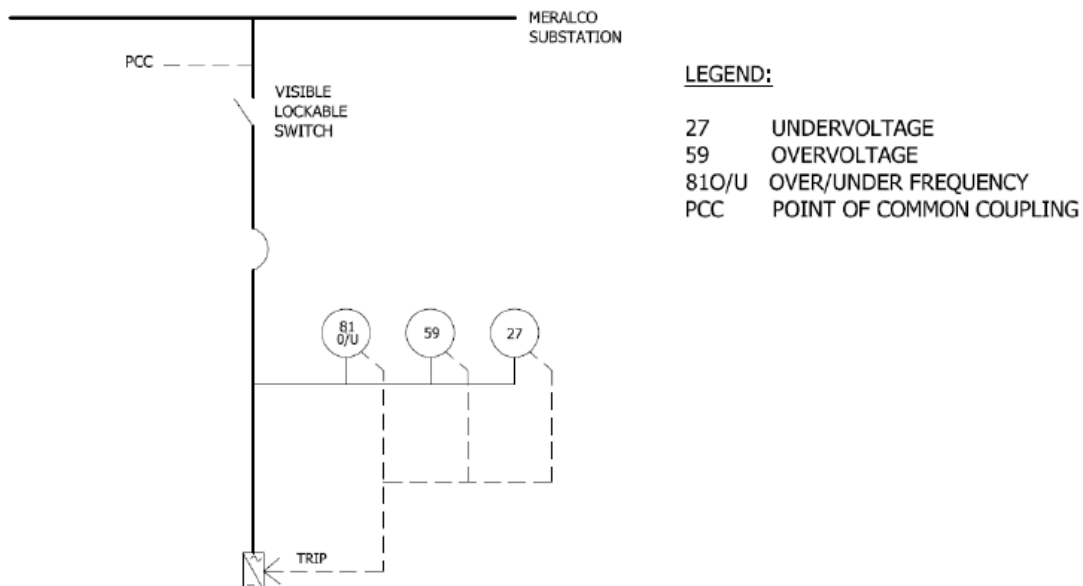 MERALCO
SUBSTATION
PCC
VISIBLE
LOCKABLE
SWITCH
LEGEND:
27 UNDERVOLTAGE
59 OVERVOLTAGE
81O/U OVER/UNDER FREQUENCY
PCC POINT OF COMMON COUPLING
81
O/U
59
27
TRIP